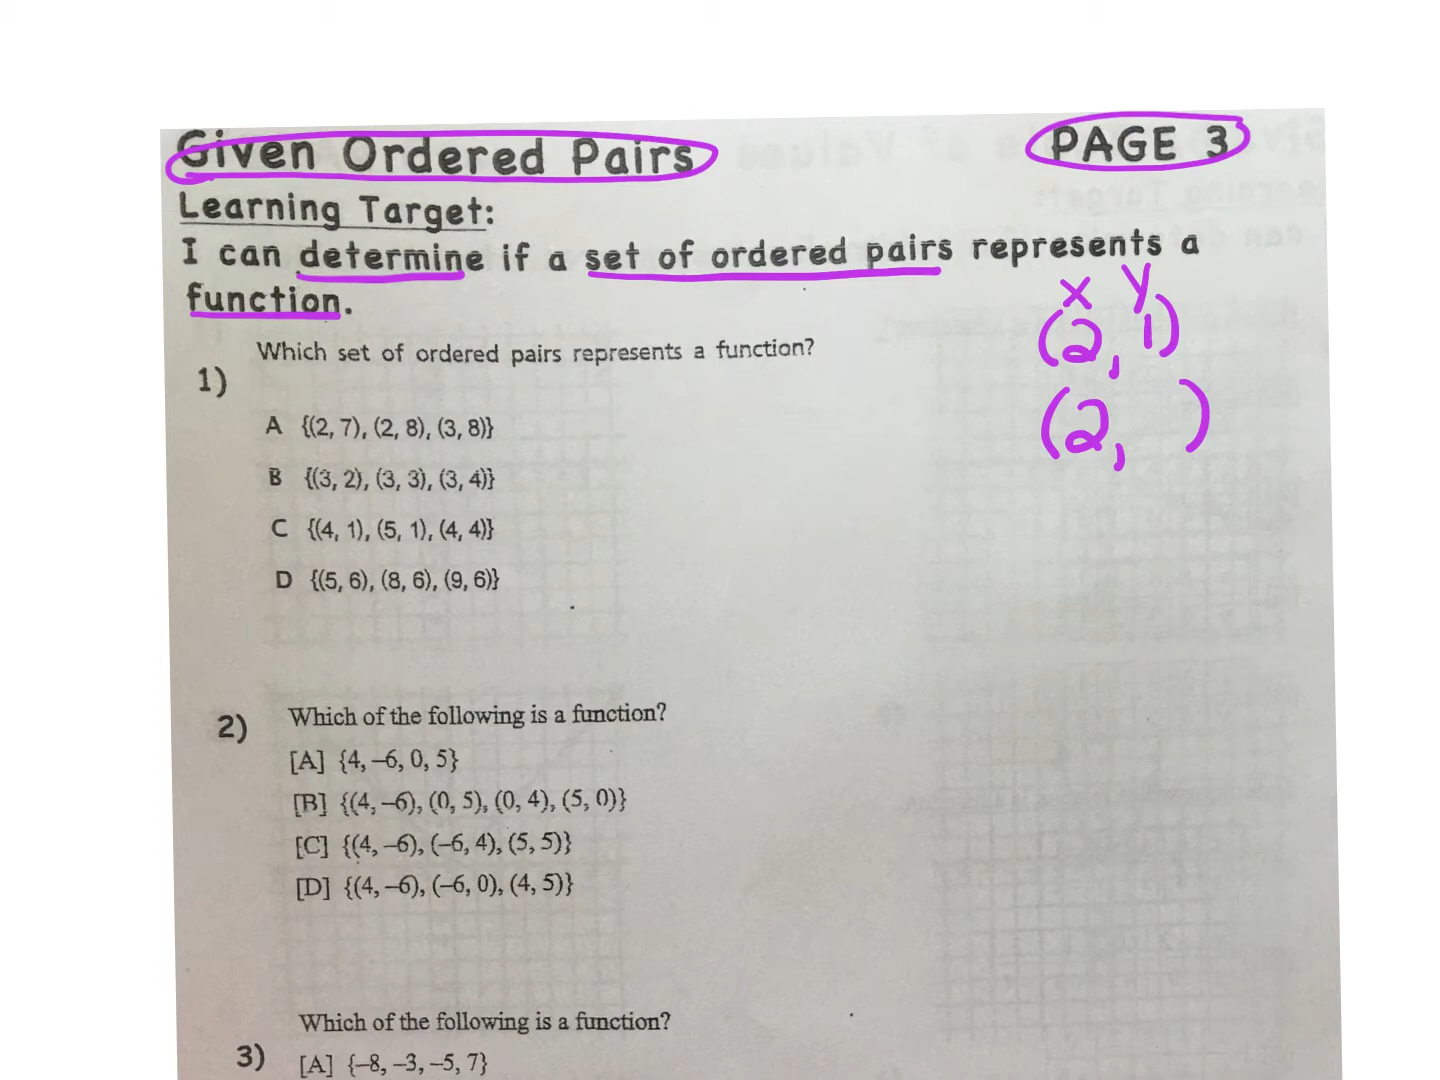 Given Ordered Pairs PAGE 3
Learning Target:
I can determine if a set of ordered pairs represents a
function.
x y
(2, 1)
(2, )
Which set of ordered pairs represents a function?
1)
A {(2, 7), (2, 8), (3, 8)}
B {(3, 2), (3, 3), (3, 4)}
C {(4, 1), (5, 1), (4, 4)}
D {(5, 6), (8, 6), (9, 6)}
2) Which of the following is a function?
[A] {4, –6, 0, 5}
[B] {(4, –6), (0, 5), (0, 4), (5, 0)}
[C] {(4, –6), (–6, 4), (5, 5)}
[D] {(4, –6), (–6, 0), (4, 5)}
Which of the following is a function?
3) [A] {–8, –3, –5, 7}